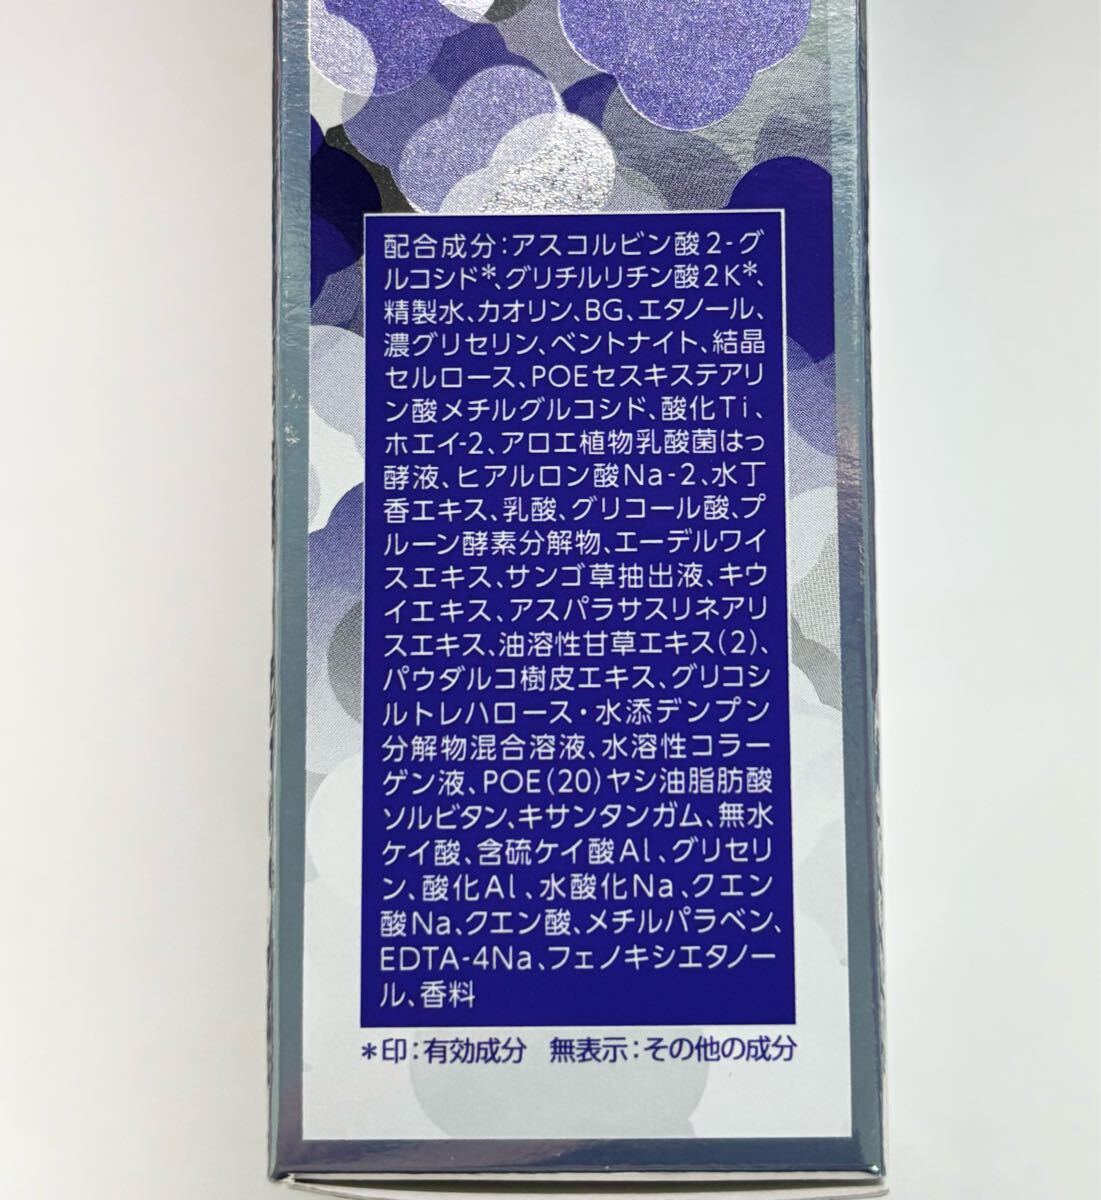 配合成分:アスコルビン酸2-グ
ルコシド*、グリチルリチン酸2K*、
精製水、カオリン、BG、エタノール、
濃グリセリン、ベントナイト、結晶
セルロース、POEセスキステアリ
ン酸メチルグルコシド、酸化Ti、
ホエイ-2、アロエ植物乳酸菌はっ
酵液、ヒアルロン酸Na-2、水丁
香エキス、乳酸、グリコール酸、プ
ルーン酵素分解物、エーデルワイ
スエキス、サンゴ草抽出液、キウ
イエキス、アスパラサスリネアリ
スエキス、油溶性甘草エキス(2)、
パウダルコ樹皮エキス、グリコシ
ルトレハロース・水添デンプン
分解物混合溶液、水溶性コラー
ゲン液、POE(20)ヤシ油脂肪酸
ソルビタン、キサンタンガム、無水
ケイ酸、含硫ケイ酸Al、グリセリ
ン、酸化Al、水酸化Na、クエン
酸Na、クエン酸、メチルパラベン、
EDTA-4Na、フェノキシエタノー
ル、香料
*印:有効成分 無表示:その他の成分